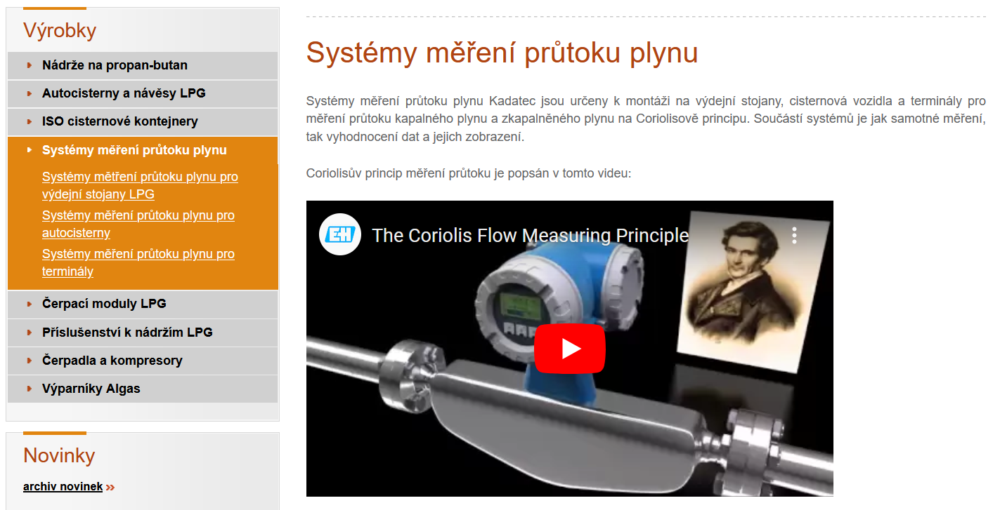 Výrobky
Nádrže na propan-butan
Autocisterny a návěsy LPG
ISO cisternové kontejnery
Systémy měření průtoku plynu
Systémy mětření průtoku plynu pro
výdejní stojany LPG
Systémy měření průtoku plynu pro
autocisterny
Systémy měření průtoku plynu pro
terminály
Čerpací moduly LPG
Příslušenství k nádržím LPG
Čerpadla a kompresory
Výparníky Algas
Novinky
archiv novinek
Systémy měření průtoku plynu
Systémy měření průtoku plynu Kadatec jsou určeny k montáži na výdejní stojany, cisternová vozidla a terminály pro
měření průtoku kapalného plynu a zkapalněného plynu na Coriolisově principu. Součástí systémů je jak samotné měření,
tak vyhodnocení dat a jejich zobrazení.
Coriolisův princip měření průtoku je popsán v tomto videu:
EH
The Coriolis Flow Measuring Principle